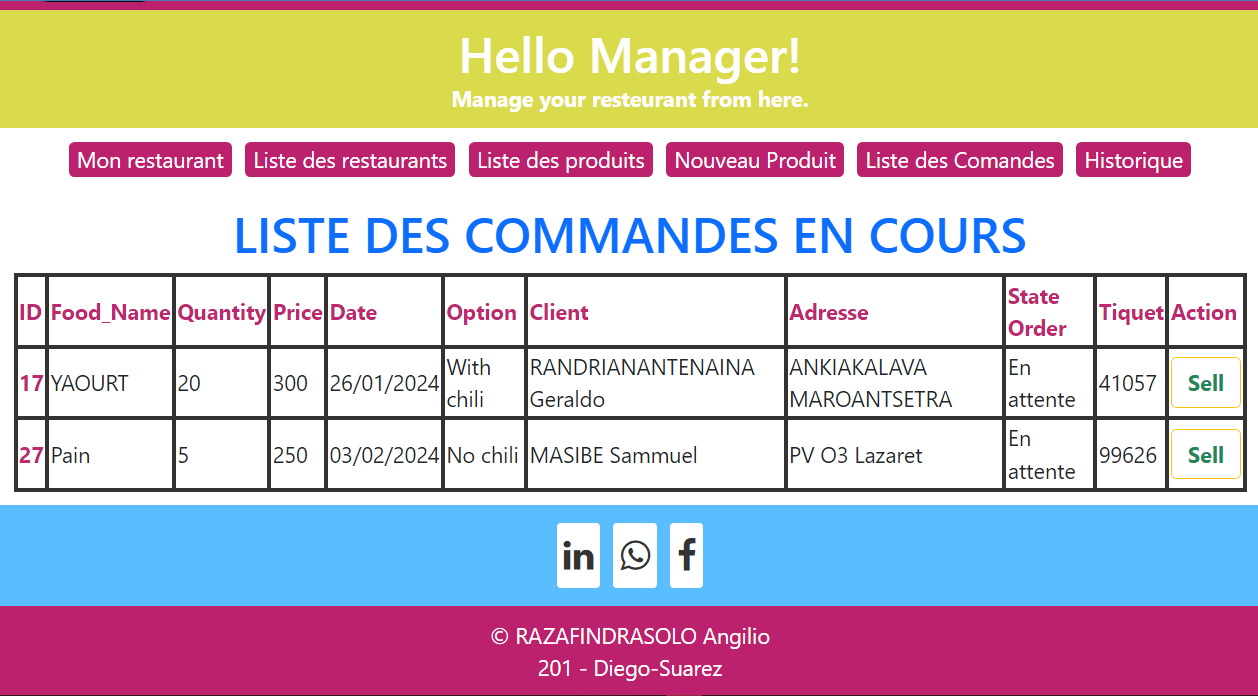 Hello Manager!
Manage your resteurant from here.
Mon restaurant Liste des restaurants Liste des produits Nouveau Produit Liste des Comandes Historique
LISTE DES COMMANDES EN COURS
ID Food_Name Quantity Price Date Option Client Adresse State Order Tiquet Action
17 YAOURT 20 300 26/01/2024 With chili RANDRIANANTENAINA Geraldo ANKIAKALAVA MAROANTSETRA En attente 41057 Sell
27 Pain 5 250 03/02/2024 No chili MASIBE Sammuel PV O3 Lazaret En attente 99626 Sell
in f
© RAZAFINDRASOLO Angilio
201 - Diego-Suarez